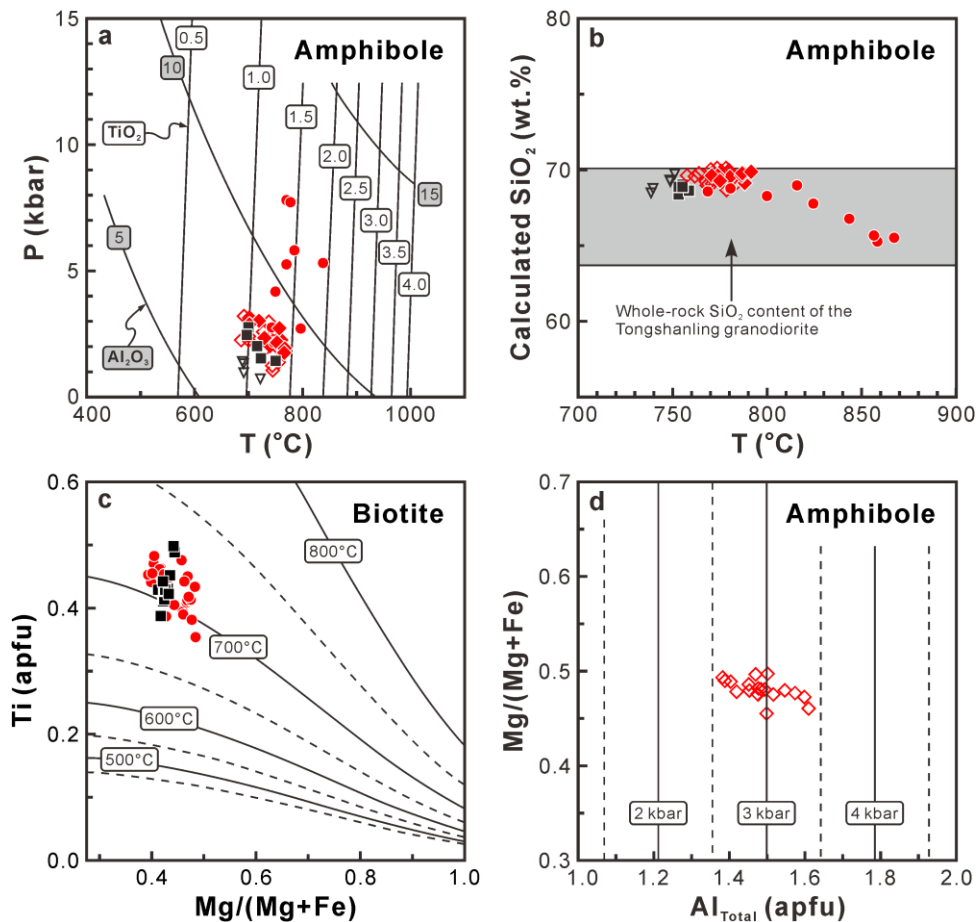 a
Amphibole
15
10
5
0
P (kbar)
400
600
800
1000
T (°C)
0.5
1.0
1.5
2.0
2.5
3.0
3.5
4.0
10
5
15
TiO₂
Al₂O₃
b
Amphibole
80
70
60
Calculated SiO₂ (wt.%)
Whole-rock SiO₂ content of the
Tongshanling granodiorite
700
750
800
850
900
T (°C)
c
Biotite
0.6
0.4
0.2
0.0
Ti (apfu)
800°C
700°C
600°C
500°C
0.4
0.6
0.8
1.0
Mg/(Mg+Fe)
d
Amphibole
0.7
0.6
0.5
0.4
0.3
Mg/(Mg+Fe)
2 kbar
3 kbar
4 kbar
1.0
1.2
1.4
1.6
1.8
2.0
Al_Total (apfu)